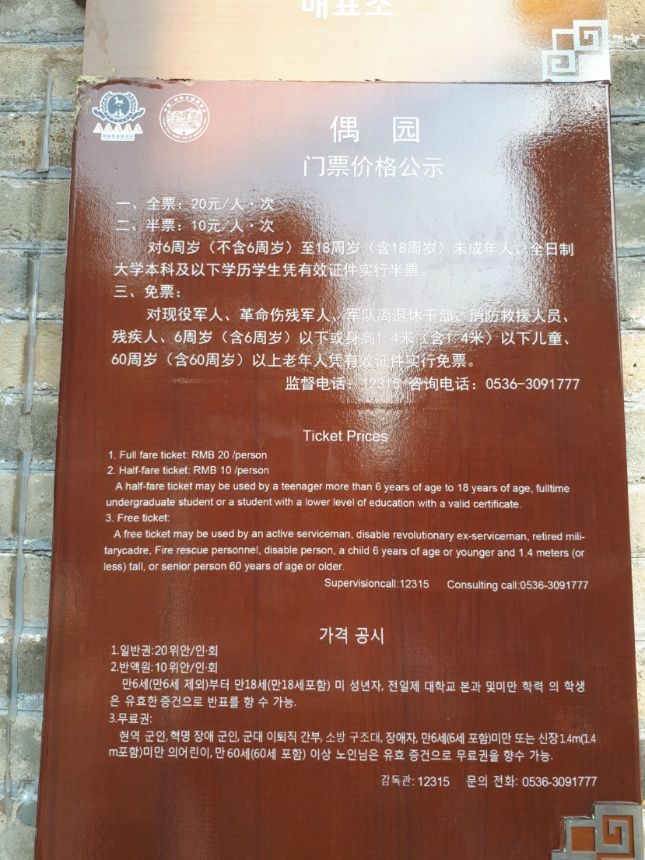 매표소
偶 园
门票价格公示
一、全票：20元/人·次
二、半票：10元/人·次
对6周岁（不含6周岁）至18周岁（含18周岁）未成年人、全日制
大学本科及以下学历学生凭有效证件实行半票。
三、免票：
对现役军人、革命伤残军人、军队离退休干部、消防救援人员、
残疾人、6周岁（含6周岁）以下或身高1.4米（含1.4米）以下儿童、
60周岁（含60周岁）以上老年人凭有效证件实行免票。
监督电话：12315 咨询电话：0536-3091777
Ticket Prices
1. Full fare ticket: RMB 20 /person
2. Half-fare ticket: RMB 10 /person
A half-fare ticket may be used by a teenager more than 6 years of age to 18 years of age, fulltime
undergraduate student or a student with a lower level of education with a valid certificate.
3. Free ticket:
A free ticket may be used by an active serviceman, disable revolutionary ex-serviceman, retired mili-
tarycadre, Fire rescue personnel, disable person, a child 6 years of age or younger and 1.4 meters (or
less) tall, or senior person 60 years of age or older.
Supervisioncall:12315 Consulting call:0536-3091777
가격 공시
1.일반권:20위안/인·회
2.반액원:10위안/인·회
만6세(만6세 제외)부터 만18세(만18세포함) 미 성년자, 전일제 대학교 본과 및미만 학력 의 학생
은 유효한 증건으로 반표를 향 수 가능.
3.무료권:
현역 군인, 혁명 장애 군인, 군대 이퇴직 간부, 소방 구조대, 장애자, 만6세(6세 포함)미만 또는 신장 1.4m(1.4
m포함)미만 의어린이, 만 60세(60세 포함) 이상 노인님은 유효 증건으로 무료권을 향수 가능.
감독관: 12315 문의 전화: 0536-3091777